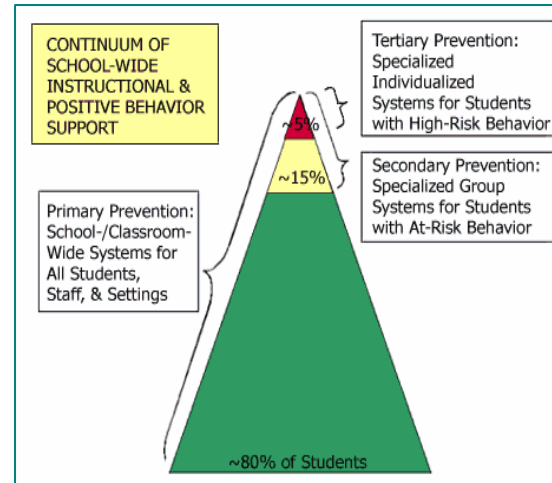 CONTINUUM OF
SCHOOL-WIDE
INSTRUCTIONAL &
POSITIVE BEHAVIOR
SUPPORT
Tertiary Prevention:
Specialized
Individualized
Systems for Students
with High-Risk Behavior
~5%
~15%
Secondary Prevention:
Specialized Group
Systems for Students
with At-Risk Behavior
Primary Prevention:
School-/Classroom-
Wide Systems for
All Students,
Staff, & Settings
~80% of Students